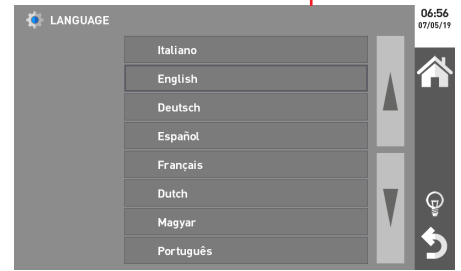 LANGUAGE
06:56
07/05/19
Italiano
English
Deutsch
Español
Français
Dutch
Magyar
Português